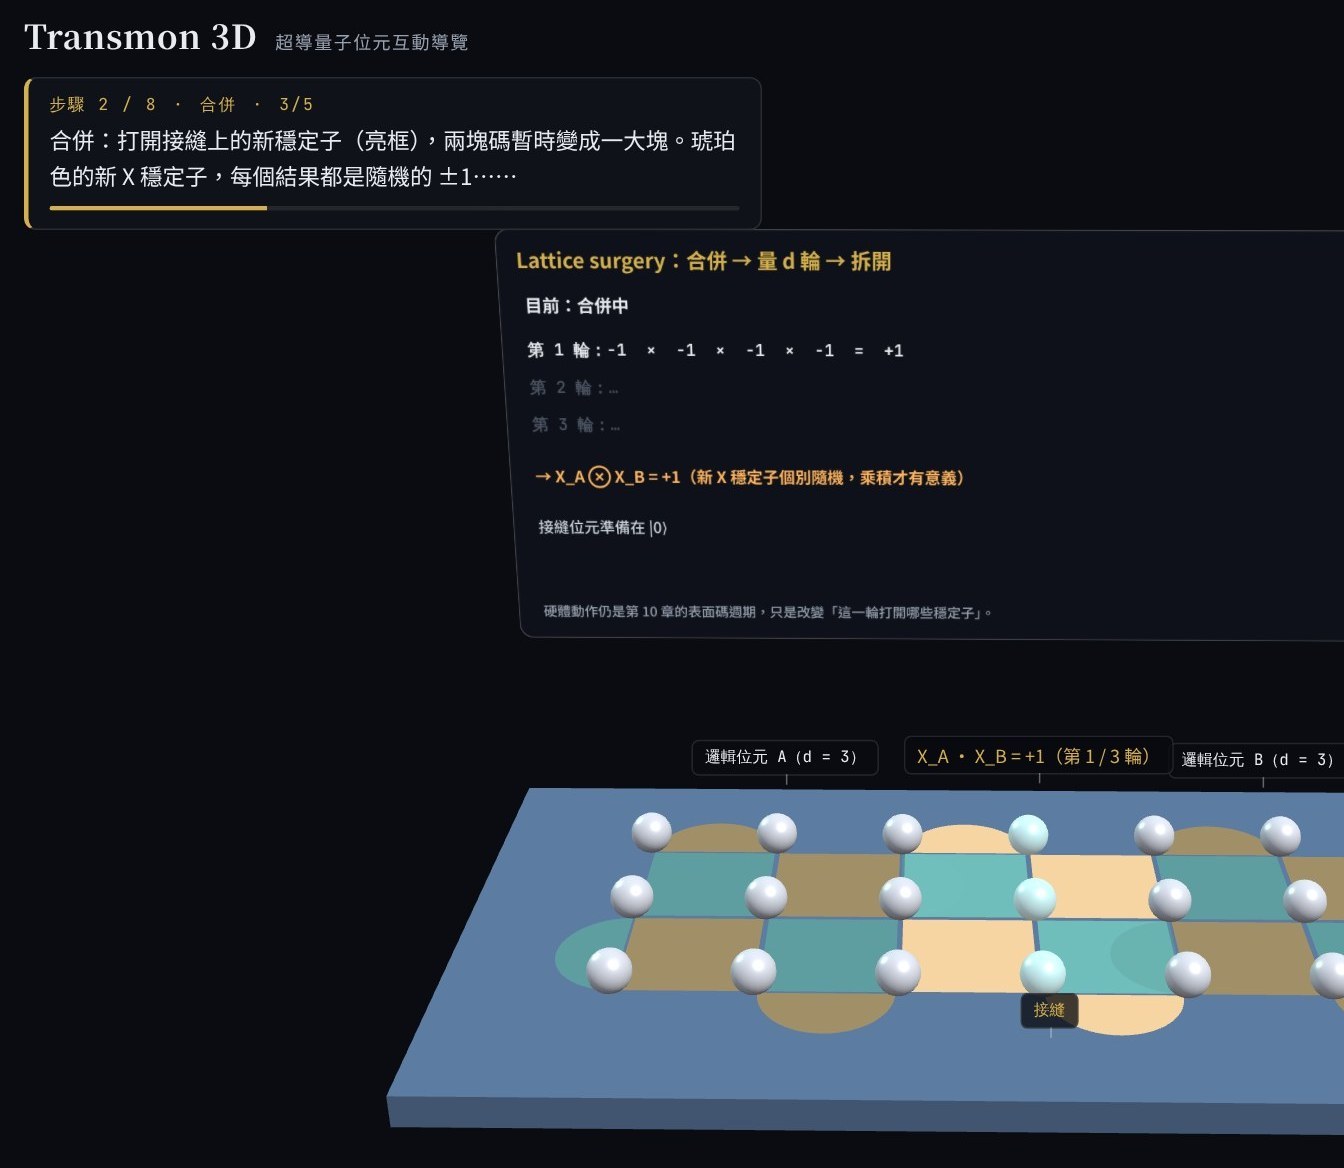 Transmon 3D 超導量子位元互動導覽
步驟 2 / 8 · 合併 · 3/5
合併：打開接縫上的新穩定子（亮框），兩塊碼暫時變成一大塊。琥珀
色的新 X 穩定子，每個結果都是隨機的 ±1⋯⋯
Lattice surgery：合併 → 量 d 輪 → 拆開
目前：合併中
第 1 輪：-1 × -1 × -1 × -1 = +1
第 2 輪：…
第 3 輪：…
→ X_A ⊗ X_B = +1（新 X 穩定子個別隨機，乘積才有意義）
接縫位元準備在 |0⟩
硬體動作仍是第 10 章的表面碼週期，只是改變「這一輪打開哪些穩定子」。
邏輯位元 A（d = 3）
X_A · X_B = +1（第 1 / 3 輪）
邏輯位元 B（d = 3）
接縫